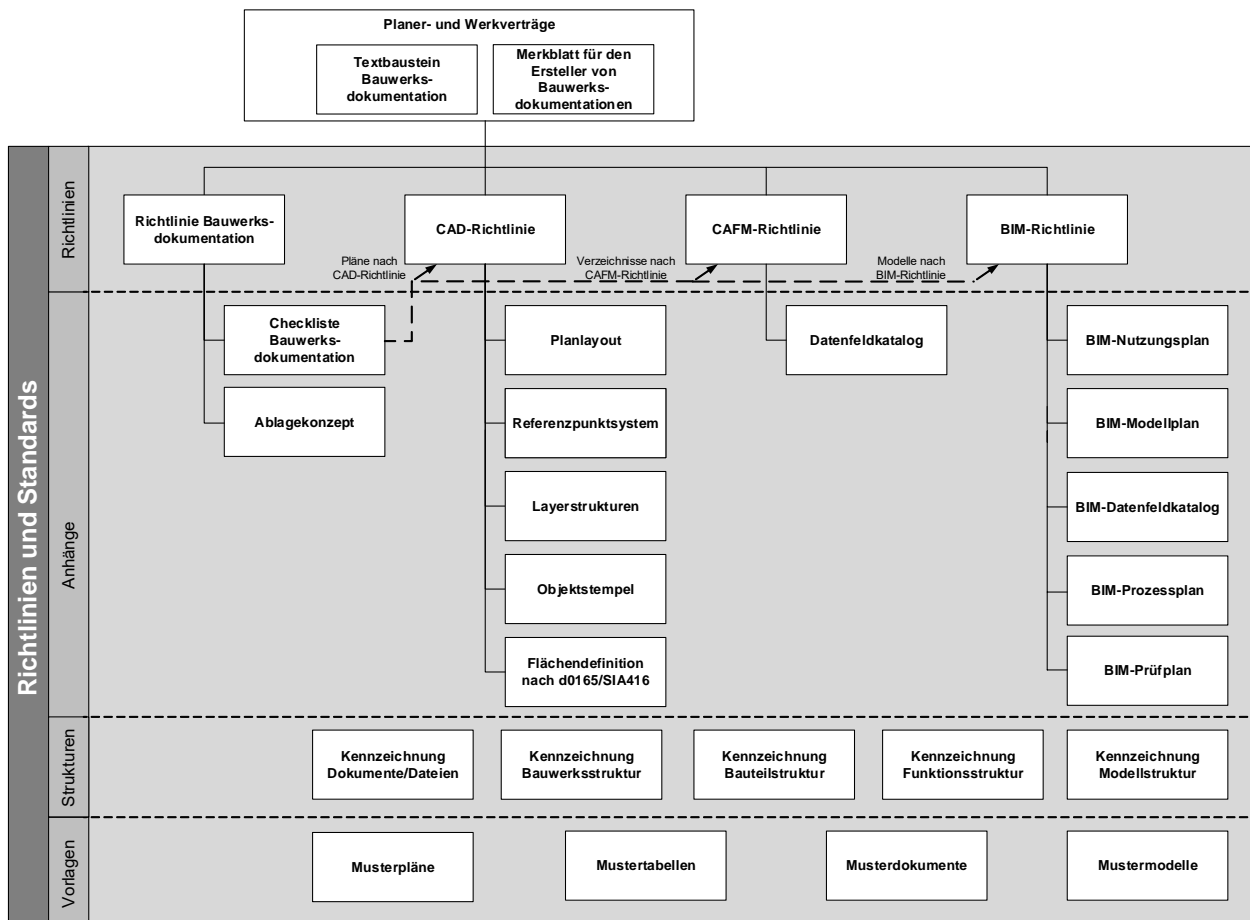 Planer- und Werkverträge
Textbaustein
Bauwerks-
dokumentation
Merkblatt für den
Ersteller von
Bauwerks-
dokumentationen
Richtlinien und Standards
Richtlinien
Richtlinie Bauwerks-
dokumentation
CAD-Richtlinie
CAFM-Richtlinie
BIM-Richtlinie
Pläne nach
CAD-Richtlinie
Verzeichnisse nach
CAFM-Richtlinie
Modelle nach
BIM-Richtlinie
Anhänge
Checkliste
Bauwerks-
dokumentation
Ablagekonzept
Planlayout
Referenzpunktsystem
Layerstrukturen
Objektstempel
Flächendefinition
nach d0165/SIA416
Datenfeldkatalog
BIM-Nutzungsplan
BIM-Modellplan
BIM-Datenfeldkatalog
BIM-Prozessplan
BIM-Prüfplan
Strukturen
Kennzeichnung
Dokumente/Dateien
Kennzeichnung
Bauwerksstruktur
Kennzeichnung
Bauteilstruktur
Kennzeichnung
Funktionsstruktur
Kennzeichnung
Modellstruktur
Vorlagen
Musterpläne
Mustertabellen
Musterdokumente
Mustermodelle